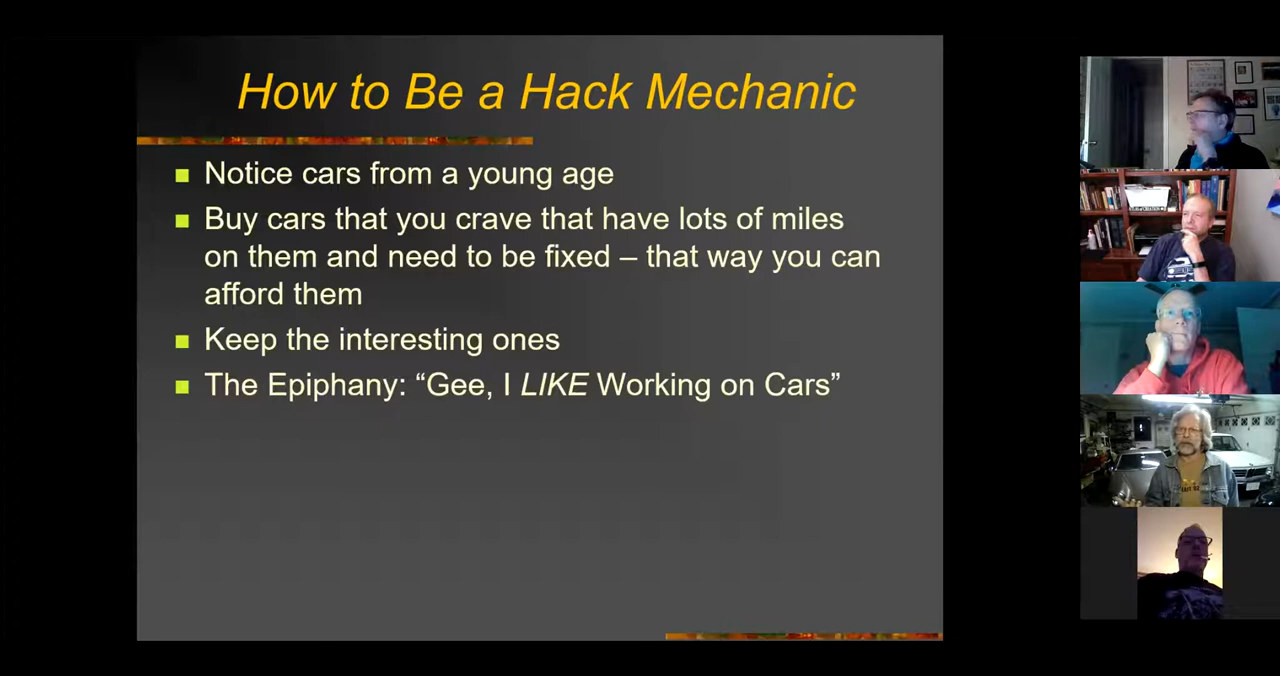 How to Be a Hack Mechanic
Notice cars from a young age
Buy cars that you crave that have lots of miles
on them and need to be fixed – that way you can
afford them
Keep the interesting ones
The Epiphany: “Gee, I LIKE Working on Cars”